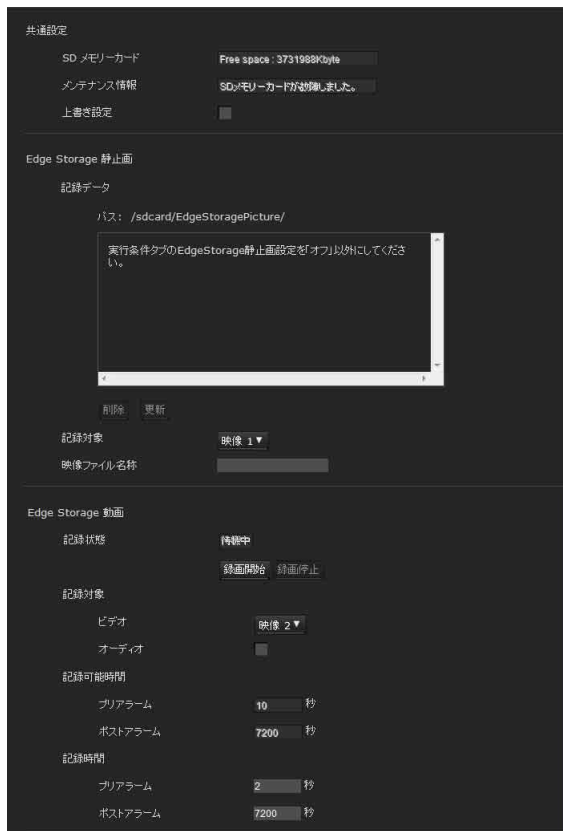 共通設定
SD メモリーカード Free space : 3731988Kbyte
メンテナンス情報 SDメモリーカードが故障しました。
上書き設定
Edge Storage 静止画
記録データ
パス: /sdcard/EdgeStoragePicture/
実行条件タブのEdgeStorage静止画設定を「オフ」以外にしてくださ
い。
削除 更新
記録対象 映像 1
映像ファイル名称
Edge Storage 動画
記録状態 待機中
録画開始 録画停止
記録対象
ビデオ 映像 2
オーディオ
記録可能時間
プリアラーム 10 秒
ポストアラーム 7200 秒
記録時間
プリアラーム 2 秒
ポストアラーム 7200 秒